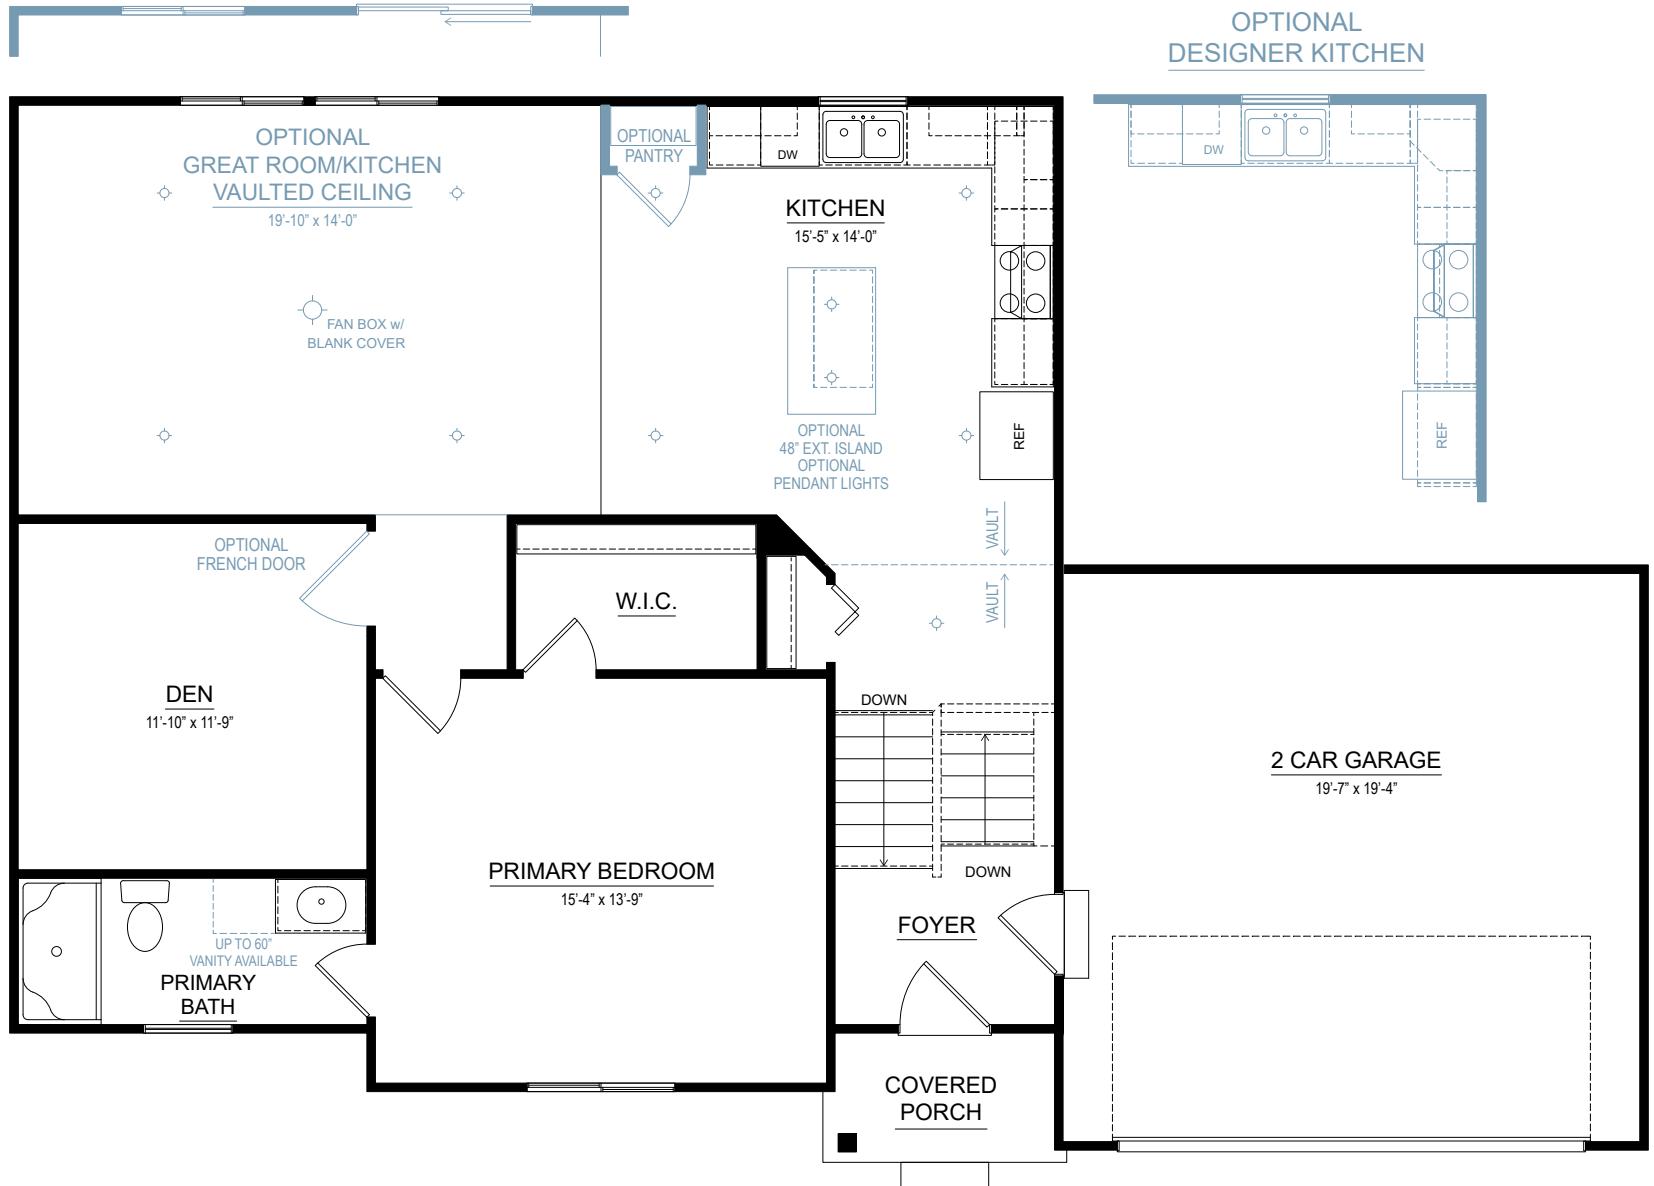 OPTIONAL
DESIGNER KITCHEN
OPTIONAL
GREAT ROOM/KITCHEN
VAULTED CEILING
19'-10” x 14'-0”
FAN BOX w/
BLANK COVER
OPTIONAL
PANTRY
DW
KITCHEN
15'-5” x 14'-0”
OPTIONAL
48” EXT. ISLAND
OPTIONAL
PENDANT LIGHTS
REF
DW
REF
VAULT
VAULT
OPTIONAL
FRENCH DOOR
W.I.C.
DEN
11'-10” x 11'-9”
DOWN
DOWN
2 CAR GARAGE
19'-7” x 19'-4”
PRIMARY BEDROOM
15'-4” x 13'-9”
FOYER
UP TO 60”
VANITY AVAILABLE
PRIMARY
BATH
COVERED
PORCH